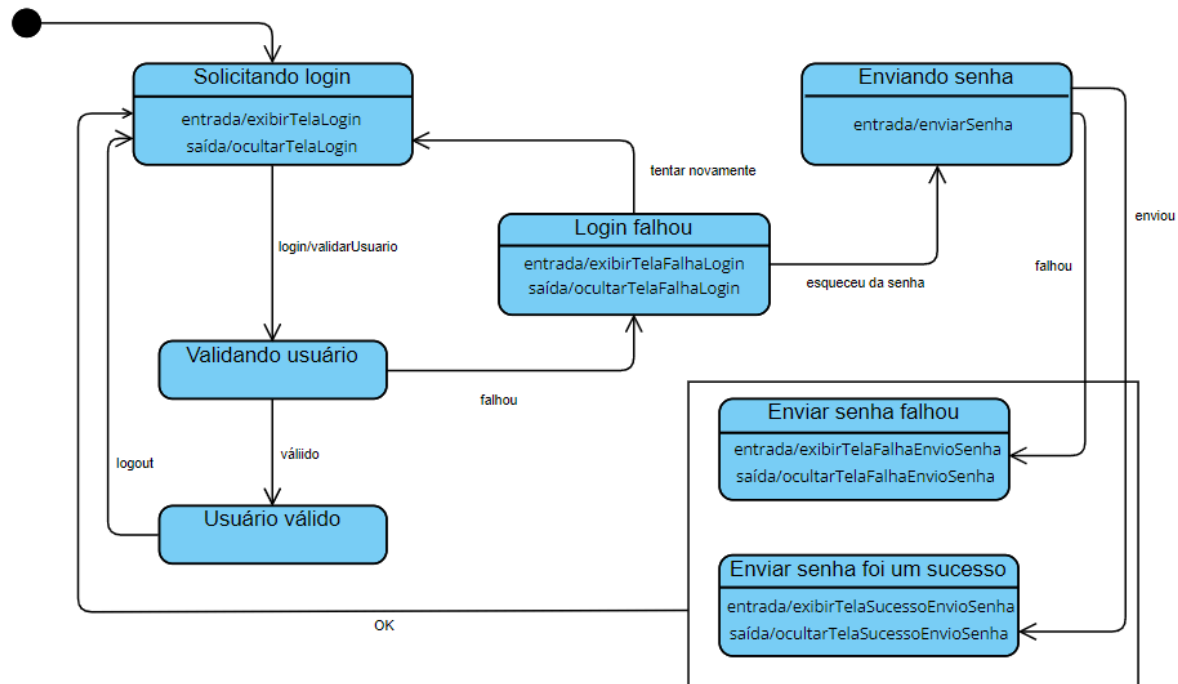 Solicitando login
entrada/exibirTelaLogin
saída/ocultarTelaLogin
Enviando senha
entrada/enviarSenha
tentar novamente
enviou
Login falhou
entrada/exibirTelaFalhaLogin
saída/ocultarTelaFalhaLogin
login/validarUsuario
falhou
esqueceu da senha
Validando usuário
falhou
Enviar senha falhou
entrada/exibirTelaFalhaEnvioSenha
saída/ocultarTelaFalhaEnvioSenha
váliido
logout
Usuário válido
Enviar senha foi um sucesso
entrada/exibirTelaSucessoEnvioSenha
saída/ocultarTelaSucessoEnvioSenha
OK